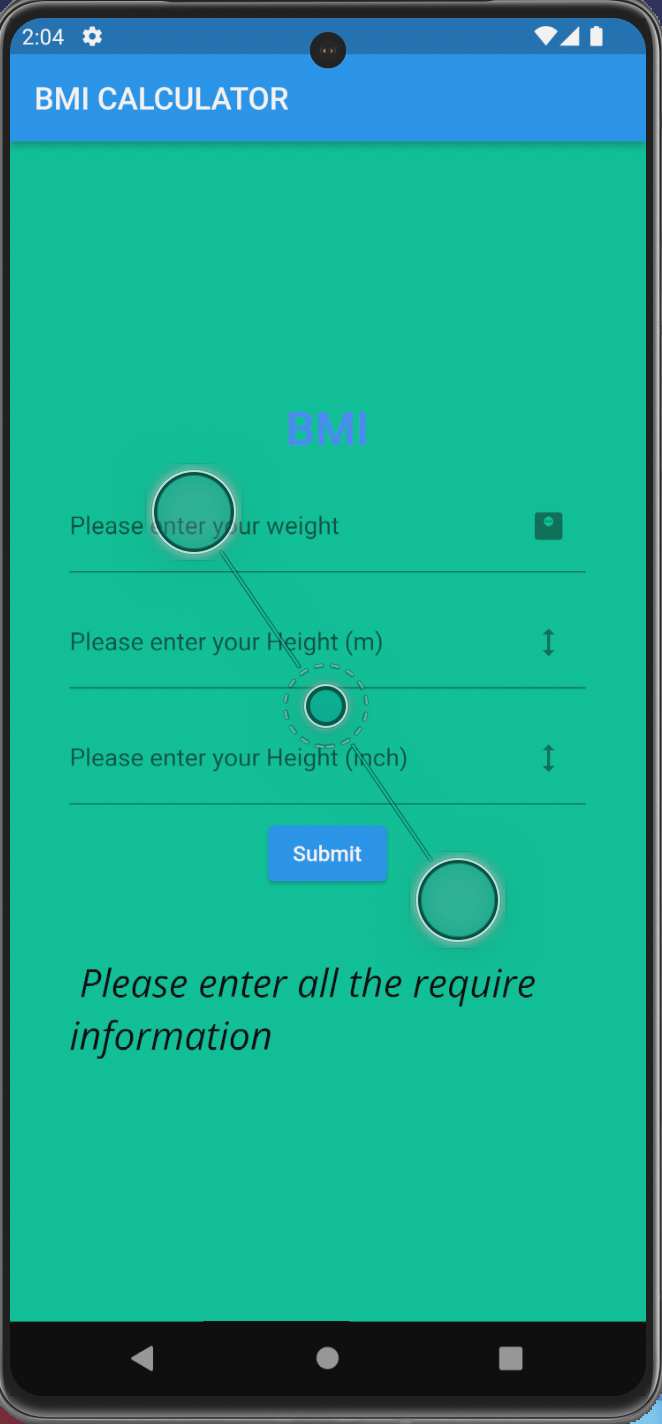 2:04
BMI CALCULATOR
BMI
Please enter your weight
Please enter your Height (m)
Please enter your Height (inch)
Submit
Please enter all the require
information